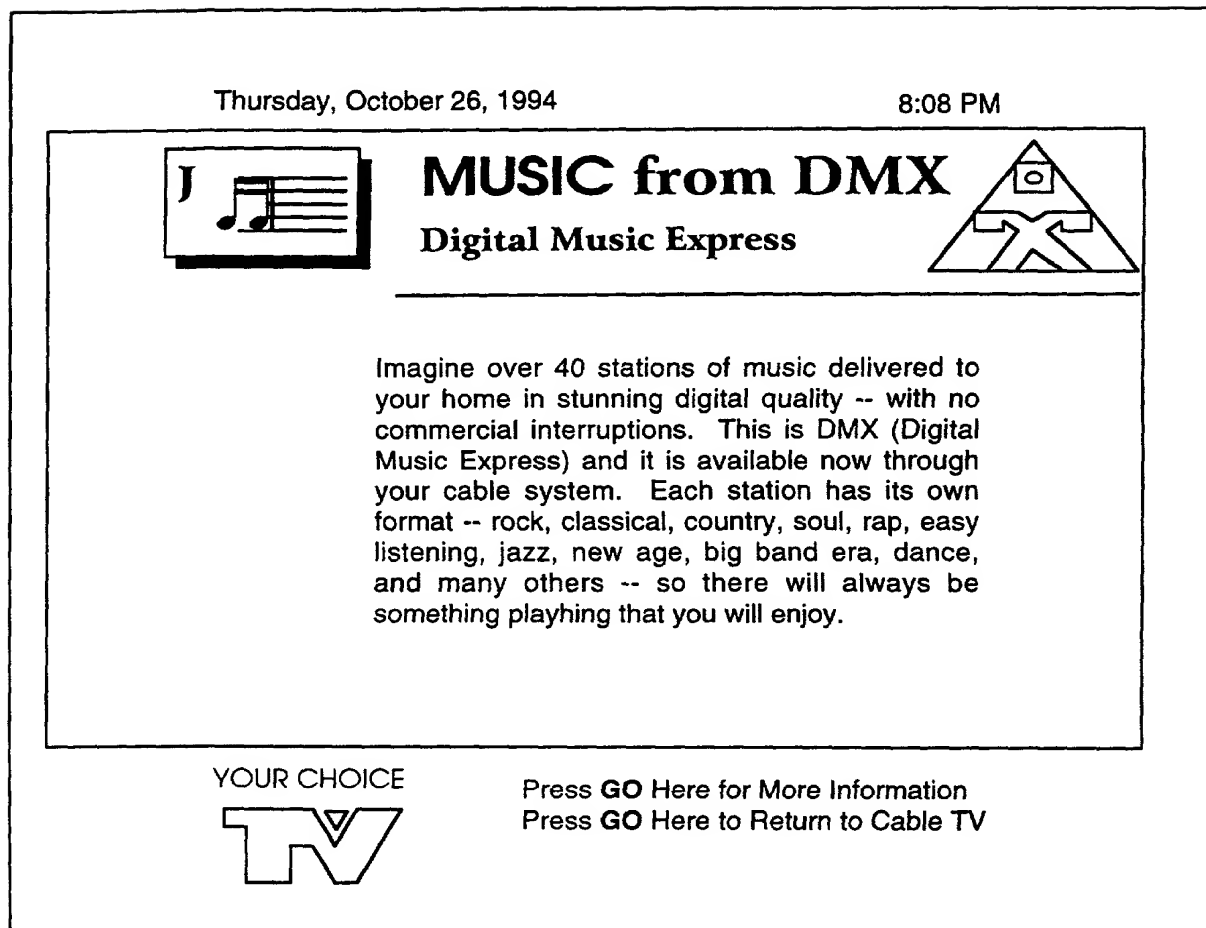 Thursday, October 26, 1994 8:08 PM
J
MUSIC from DMX
Digital Music Express
Imagine over 40 stations of music delivered to
your home in stunning digital quality -- with no
commercial interruptions. This is DMX (Digital
Music Express) and it is available now through
your cable system. Each station has its own
format -- rock, classical, country, soul, rap, easy
listening, jazz, new age, big band era, dance,
and many others -- so there will always be
something playhing that you will enjoy.
YOUR CHOICE
TV
Press GO Here for More Information
Press GO Here to Return to Cable TV